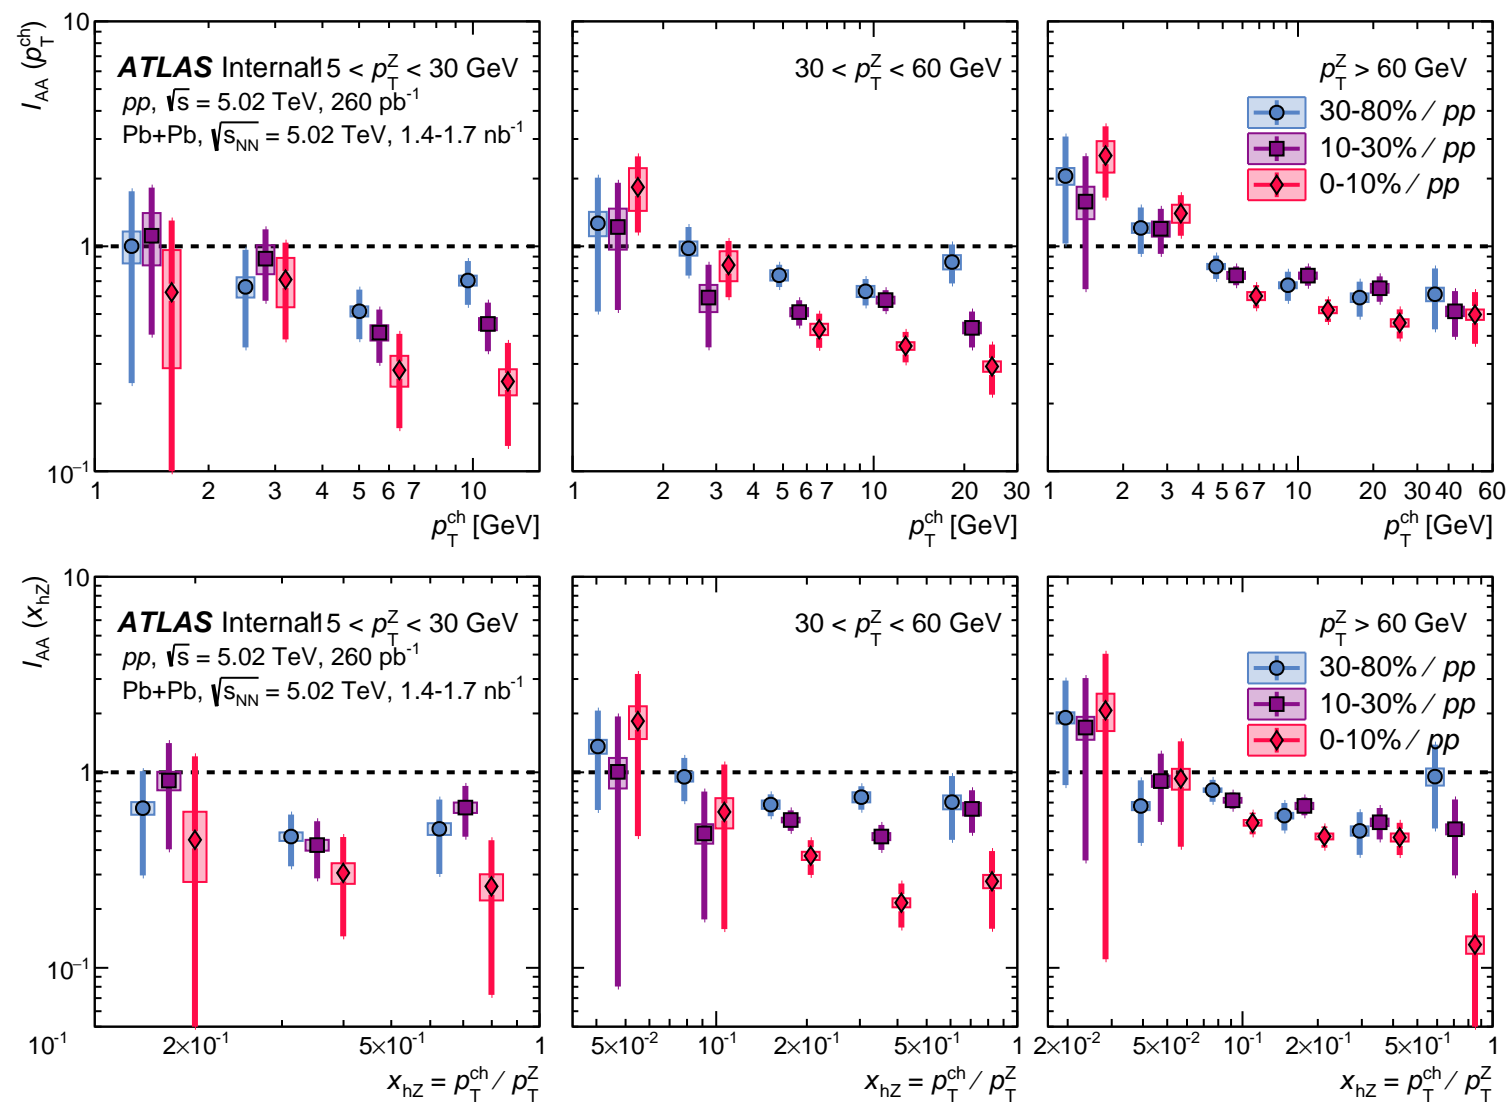 I_AA (p_T^ch)
10
1
10^-1
ATLAS Internal 15 < p_T^Z < 30 GeV
pp, √s = 5.02 TeV, 260 pb^-1
Pb+Pb, √s_NN = 5.02 TeV, 1.4-1.7 nb^-1
1 2 3 4 5 6 7 10
p_T^ch [GeV]
30 < p_T^Z < 60 GeV
1 2 3 4 5 6 7 10 20 30
p_T^ch [GeV]
p_T^Z > 60 GeV
30-80% / pp
10-30% / pp
0-10% / pp
1 2 3 4 5 6 7 10 20 30 40 60
p_T^ch [GeV]
I_AA (x_hZ)
10
1
10^-1
ATLAS Internal 15 < p_T^Z < 30 GeV
pp, √s = 5.02 TeV, 260 pb^-1
Pb+Pb, √s_NN = 5.02 TeV, 1.4-1.7 nb^-1
10^-1 2×10^-1 5×10^-1 1
x_hZ = p_T^ch / p_T^Z
30 < p_T^Z < 60 GeV
5×10^-2 10^-1 2×10^-1 5×10^-1 1
x_hZ = p_T^ch / p_T^Z
p_T^Z > 60 GeV
30-80% / pp
10-30% / pp
0-10% / pp
2×10^-2 5×10^-2 10^-1 2×10^-1 5×10^-1 1
x_hZ = p_T^ch / p_T^Z